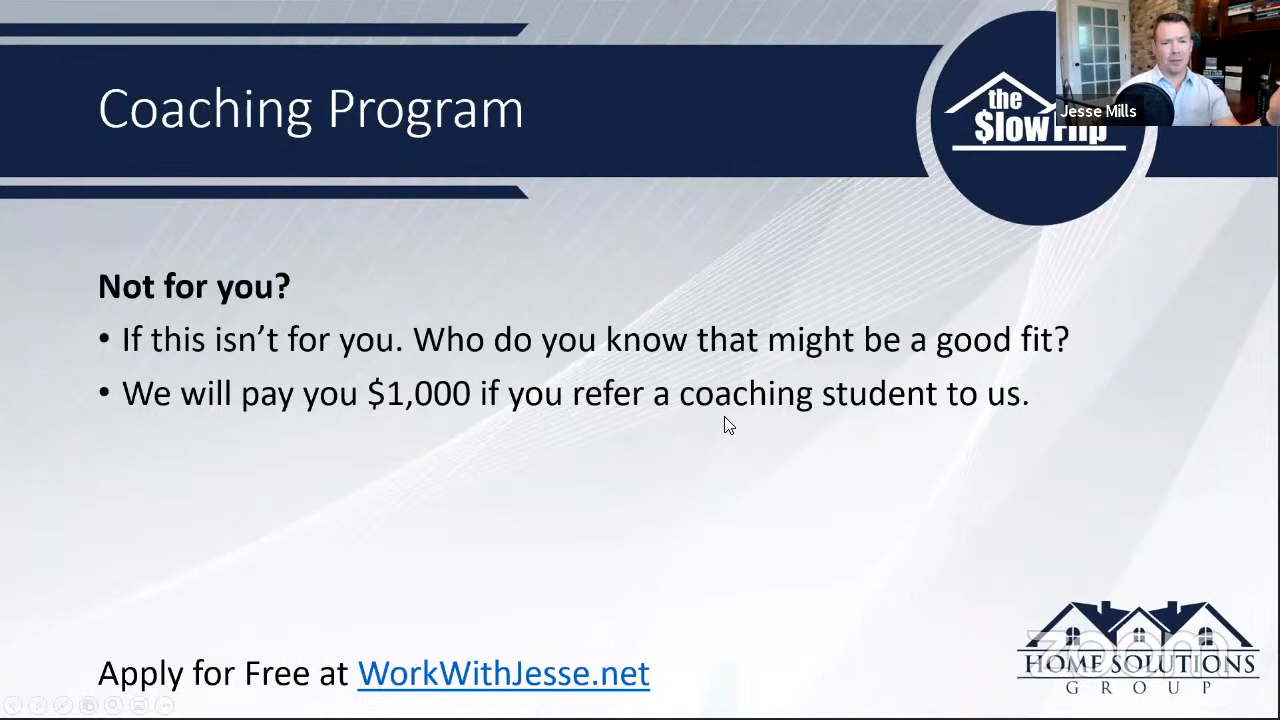 Coaching Program
the
$low Flip
Jesse Mills
Not for you?
• If this isn’t for you. Who do you know that might be a good fit?
• We will pay you $1,000 if you refer a coaching student to us.
Apply for Free at WorkWithJesse.net
zoom
HOME SOLUTIONS
GROUP